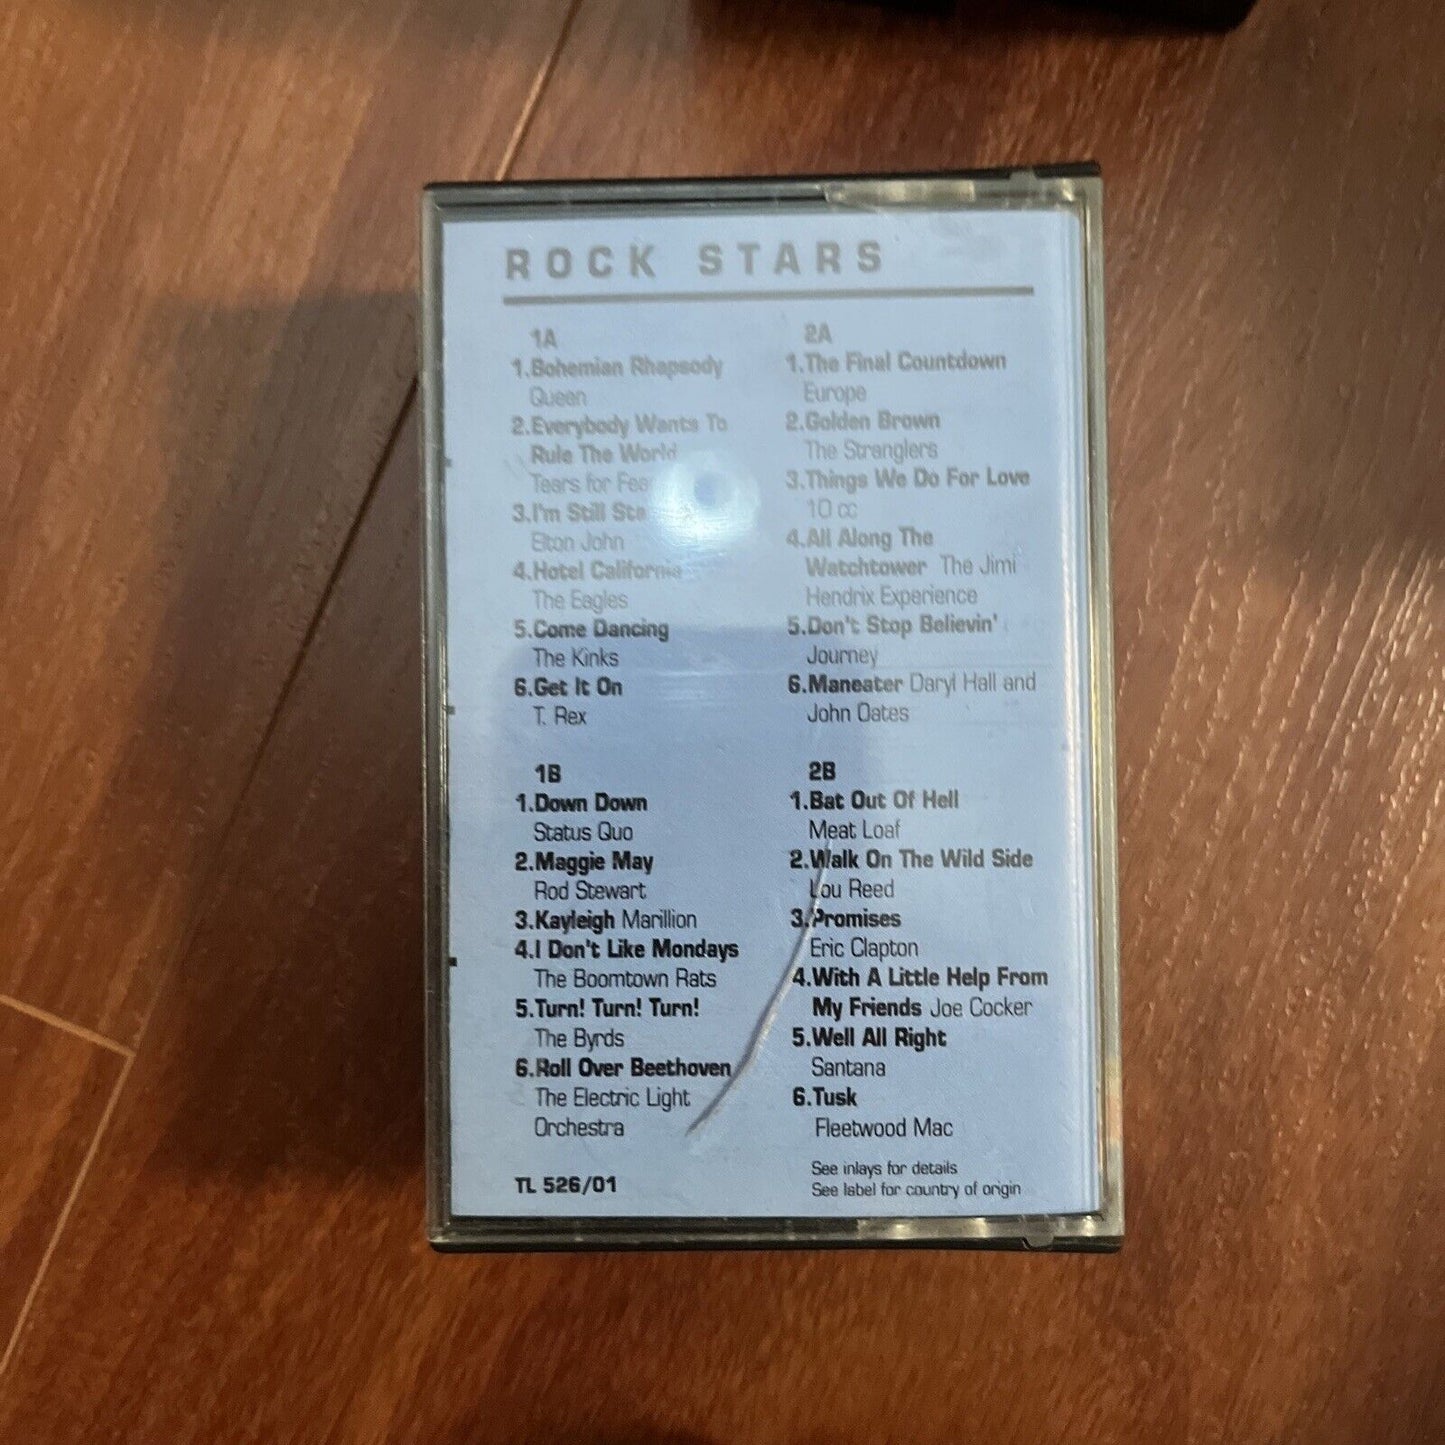 ROCK STARS
1A
1.Bohemian Rhapsody
Queen
2.Everybody Wants To
Rule The World
Tears for
3.I'm Still
Elton John
4.Hotel California
The Eagles
5.Come Dancing
The Kinks
6.Get It On
T. Rex
1B
1.Down Down
Status Quo
2.Maggie May
Rod Stewart
3.Kayleigh Marillion
4.I Don't Like Mondays
The Boomtown Rats
5.Turn! Turn! Turn!
The Byrds
6.Roll Over Beethoven
The Electric Light
Orchestra
TL 526/01
2A
1.The Final Countdown
Europe
2.Golden Brown
The Stranglers
3.Things We Do For Love
10 cc
4.All Along The
Watchtower The Jimi
Hendrix Experience
5.Don't Stop Believin'
Journey
6.Maneater Daryl Hall and
John Oates
2B
1.Bat Out Of Hell
Meat Loaf
2.Walk On The Wild Side
Lou Reed
3.Promises
Eric Clapton
4.With A Little Help From
My Friends Joe Cocker
5.Well All Right
Santana
6.Tusk
Fleetwood Mac
See inlays for details
See label for country of origin